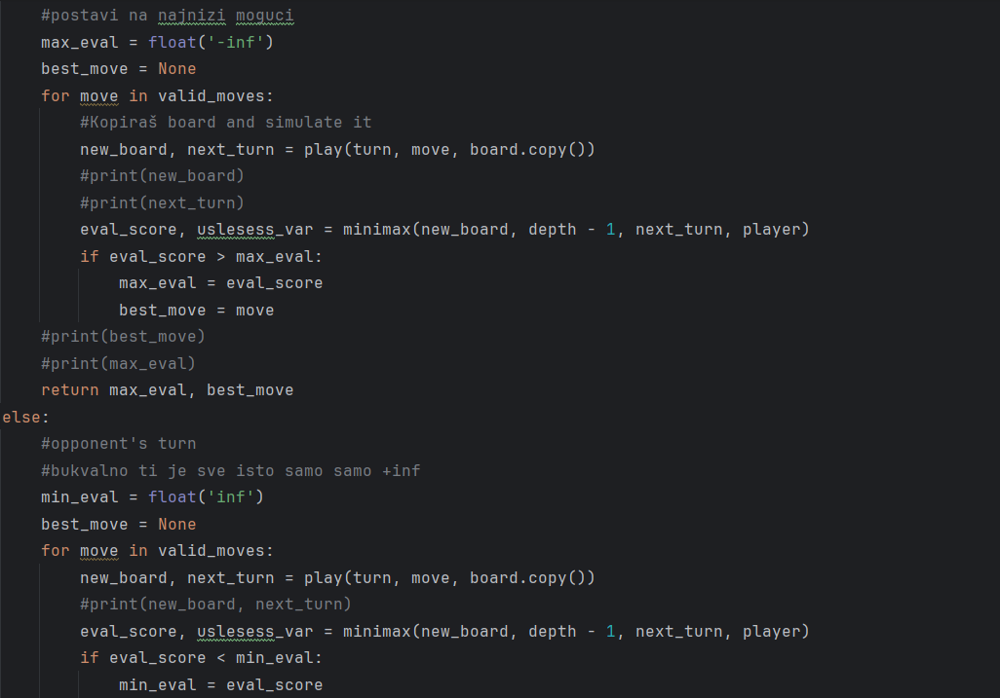 #postavi na najnizi moguci
max_eval = float('-inf')
best_move = None
for move in valid_moves:
#Kopiraš board and simulate it
new_board, next_turn = play(turn, move, board.copy())
#print(new_board)
#print(next_turn)
eval_score, uslesess_var = minimax(new_board, depth - 1, next_turn, player)
if eval_score > max_eval:
max_eval = eval_score
best_move = move
#print(best_move)
#print(max_eval)
return max_eval, best_move
else:
#opponent's turn
#bukvalno ti je sve isto samo samo +inf
min_eval = float('inf')
best_move = None
for move in valid_moves:
new_board, next_turn = play(turn, move, board.copy())
#print(new_board, next_turn)
eval_score, uslesess_var = minimax(new_board, depth - 1, next_turn, player)
if eval_score < min_eval:
min_eval = eval_score